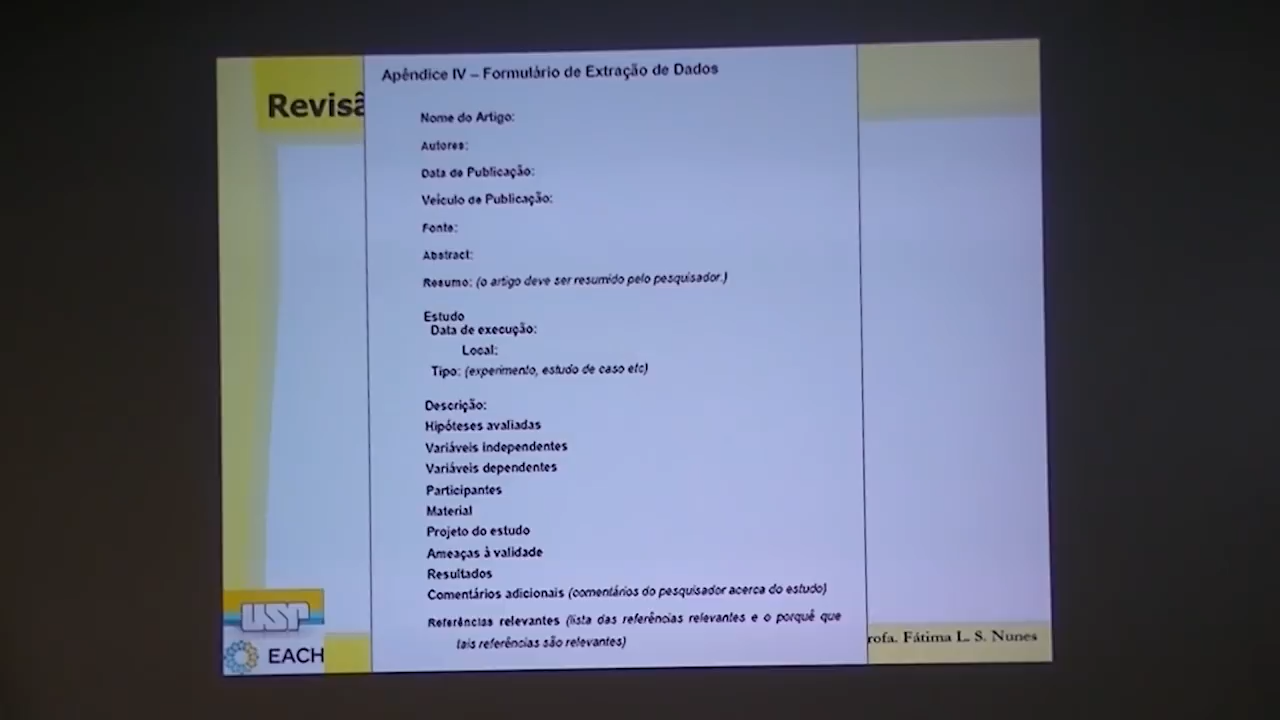 Revisã
Apêndice IV – Formulário de Extração de Dados
Nome do Artigo:
Autores:
Data de Publicação:
Veículo de Publicação:
Fonte:
Abstract:
Resumo: (o artigo deve ser resumido pelo pesquisador.)
Estudo
Data de execução:
Local:
Tipo: (experimento, estudo de caso etc)
Descrição:
Hipóteses avaliadas
Variáveis independentes
Variáveis dependentes
Participantes
Material
Projeto do estudo
Ameaças à validade
Resultados
Comentários adicionais (comentários do pesquisador acerca do estudo)
Referências relevantes (lista das referências relevantes e o porquê que
tais referências são relevantes)
USP
EACH
rofa. Fátima L. S. Nunes